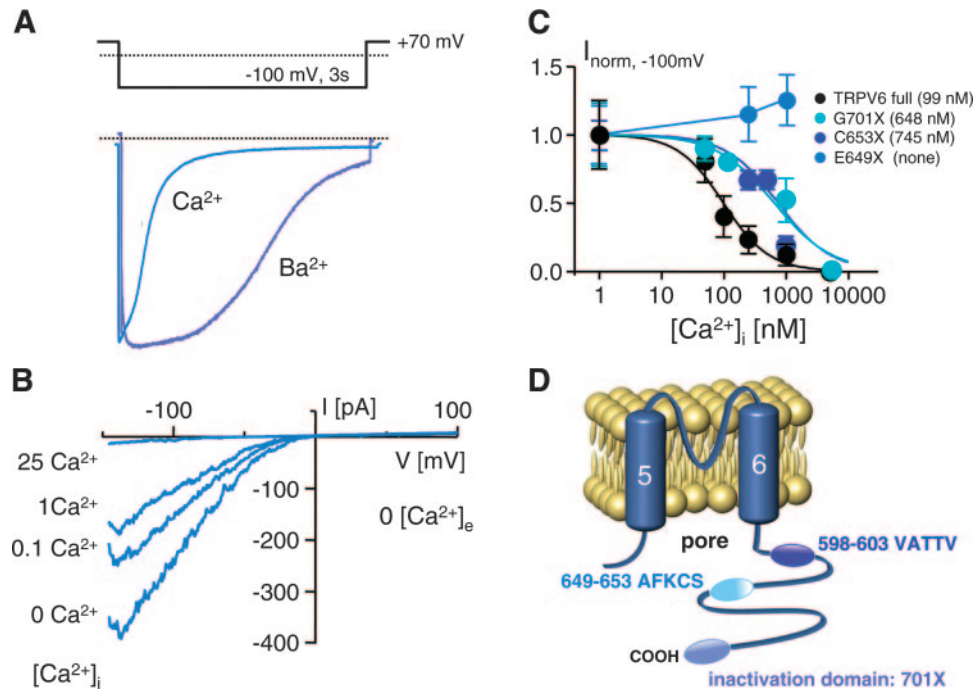 A
+70 mV
-100 mV, 3s
Ca2+
Ba2+
B
-100
I [pA]
100
V [mV]
25 Ca2+
1Ca2+
0.1 Ca2+
0 Ca2+
-100
-200
-300
-400
0 [Ca2+]e
[Ca2+]i
C
Inorm, -100mV
1.5
1.0
0.5
0.0
1
10
100
1000
10000
[Ca2+]i [nM]
TRPV6 full (99 nM)
G701X (648 nM)
C653X (745 nM)
E649X (none)
D
5
6
pore
598-603 VATTV
649-653 AFKCS
COOH
inactivation domain: 701X